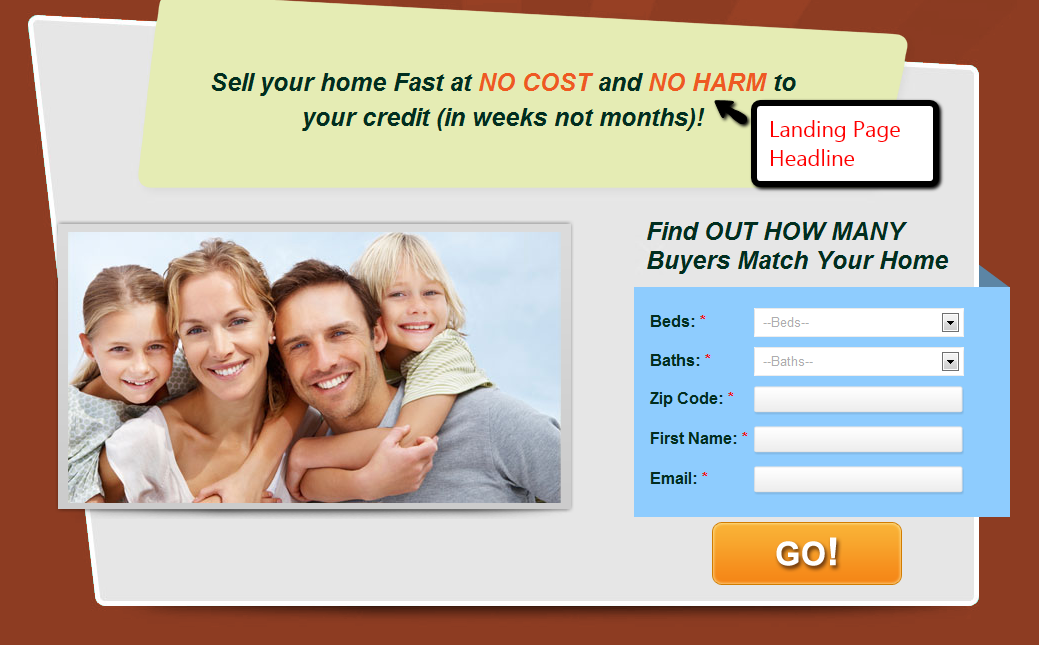 Sell your home Fast at NO COST and NO HARM to
your credit (in weeks not months)!
Landing Page
Headline
Find OUT HOW MANY
Buyers Match Your Home
Beds: * --Beds--
Baths: * --Baths--
Zip Code: *
First Name: *
Email: *
GO!